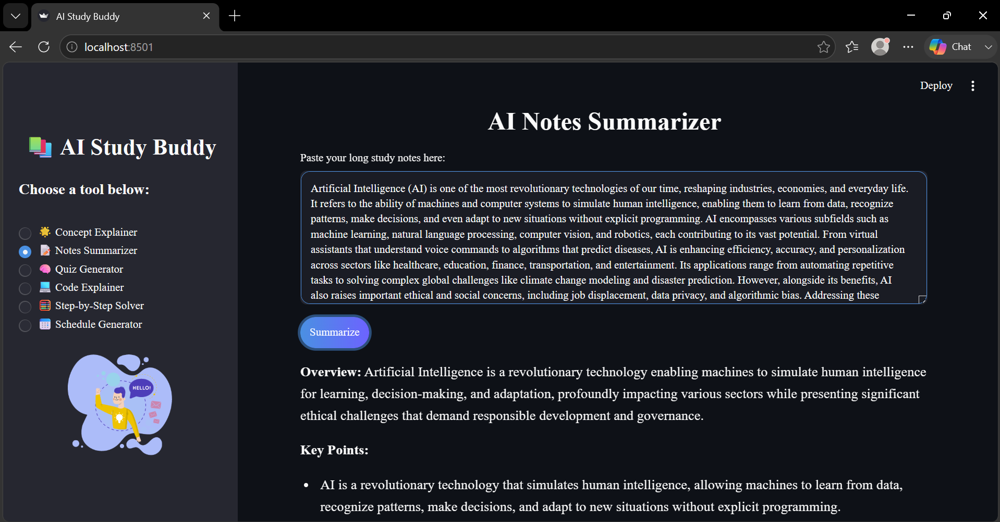 AI Study Buddy
localhost:8501
Chat
Deploy
AI Study Buddy
Choose a tool below:
Concept Explainer
Notes Summarizer
Quiz Generator
Code Explainer
Step-by-Step Solver
Schedule Generator
HELLO!
AI Notes Summarizer
Paste your long study notes here:
Artificial Intelligence (AI) is one of the most revolutionary technologies of our time, reshaping industries, economies, and everyday life.
It refers to the ability of machines and computer systems to simulate human intelligence, enabling them to learn from data, recognize
patterns, make decisions, and even adapt to new situations without explicit programming. AI encompasses various subfields such as
machine learning, natural language processing, computer vision, and robotics, each contributing to its vast potential. From virtual
assistants that understand voice commands to algorithms that predict diseases, AI is enhancing efficiency, accuracy, and personalization
across sectors like healthcare, education, finance, transportation, and entertainment. Its applications range from automating repetitive
tasks to solving complex global challenges like climate change modeling and disaster prediction. However, alongside its benefits, AI
also raises important ethical and social concerns, including job displacement, data privacy, and algorithmic bias. Addressing these
Summarize
Overview: Artificial Intelligence is a revolutionary technology enabling machines to simulate human intelligence
for learning, decision-making, and adaptation, profoundly impacting various sectors while presenting significant
ethical challenges that demand responsible development and governance.
Key Points:
• AI is a revolutionary technology that simulates human intelligence, allowing machines to learn from data,
recognize patterns, make decisions, and adapt to new situations without explicit programming.